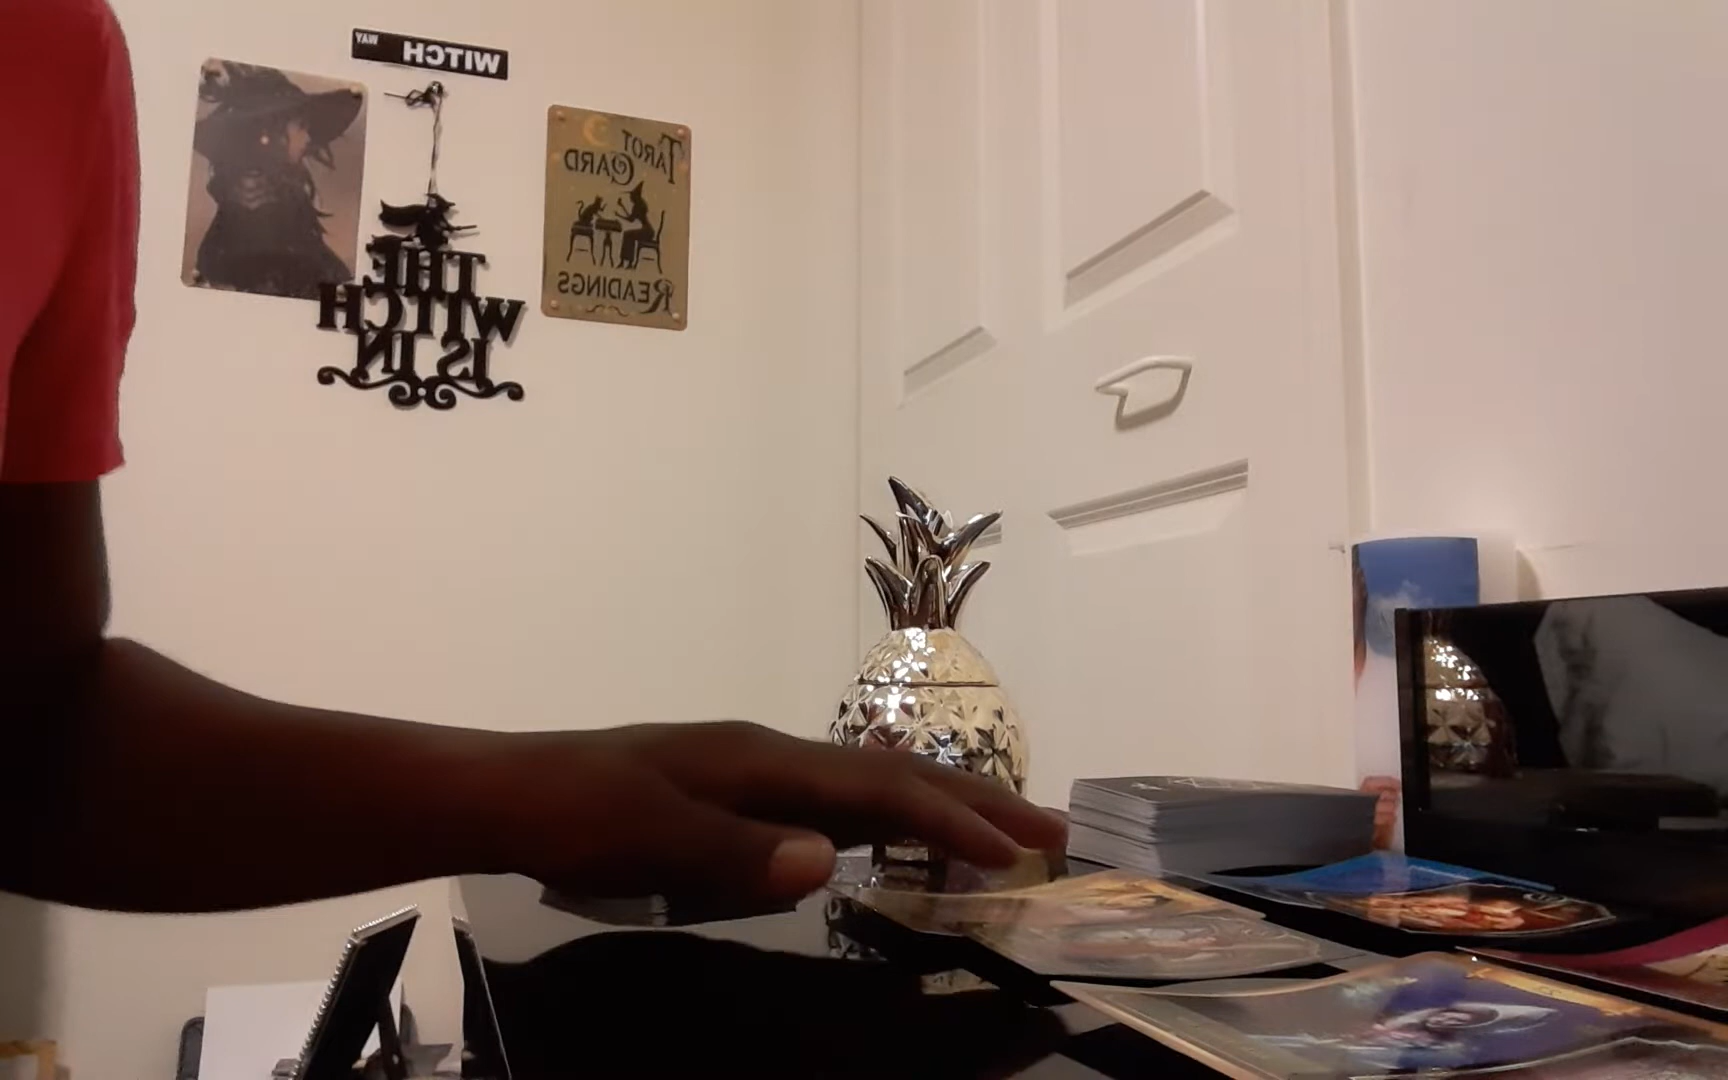 WITCH WAY
THE
WITCH
IS IN
TAROT
CARD
READINGS